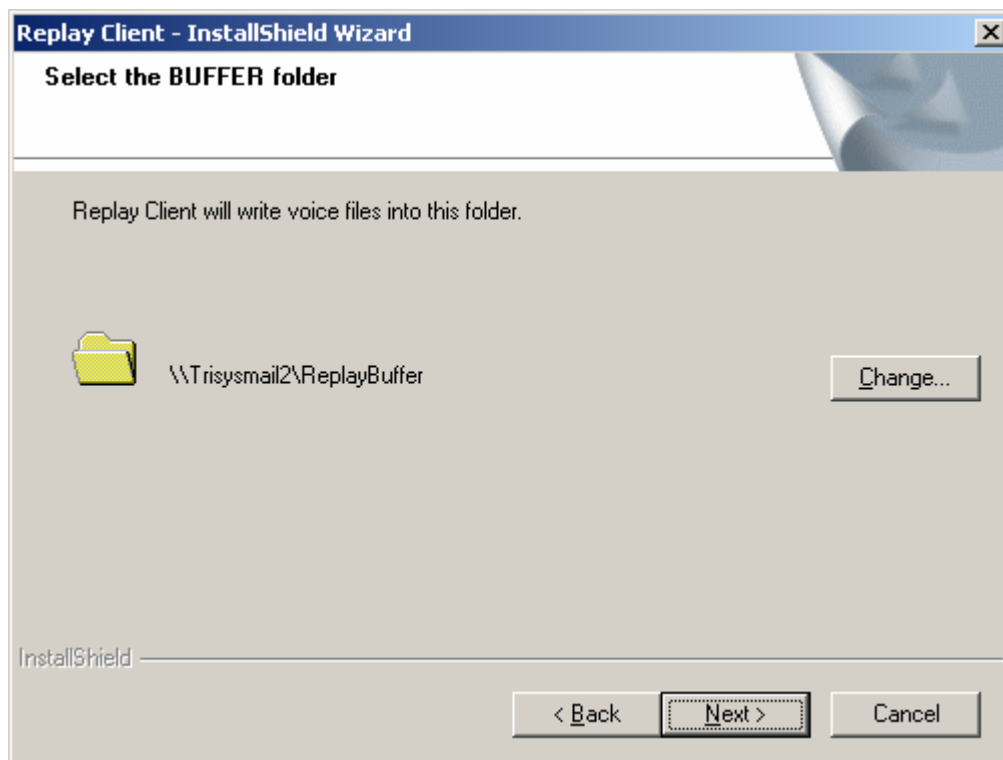 Replay Client - InstallShield Wizard
Select the BUFFER folder
Replay Client will write voice files into this folder.
\\Trisysmail2\ReplayBuffer
Change...
InstallShield
< Back
Next >
Cancel